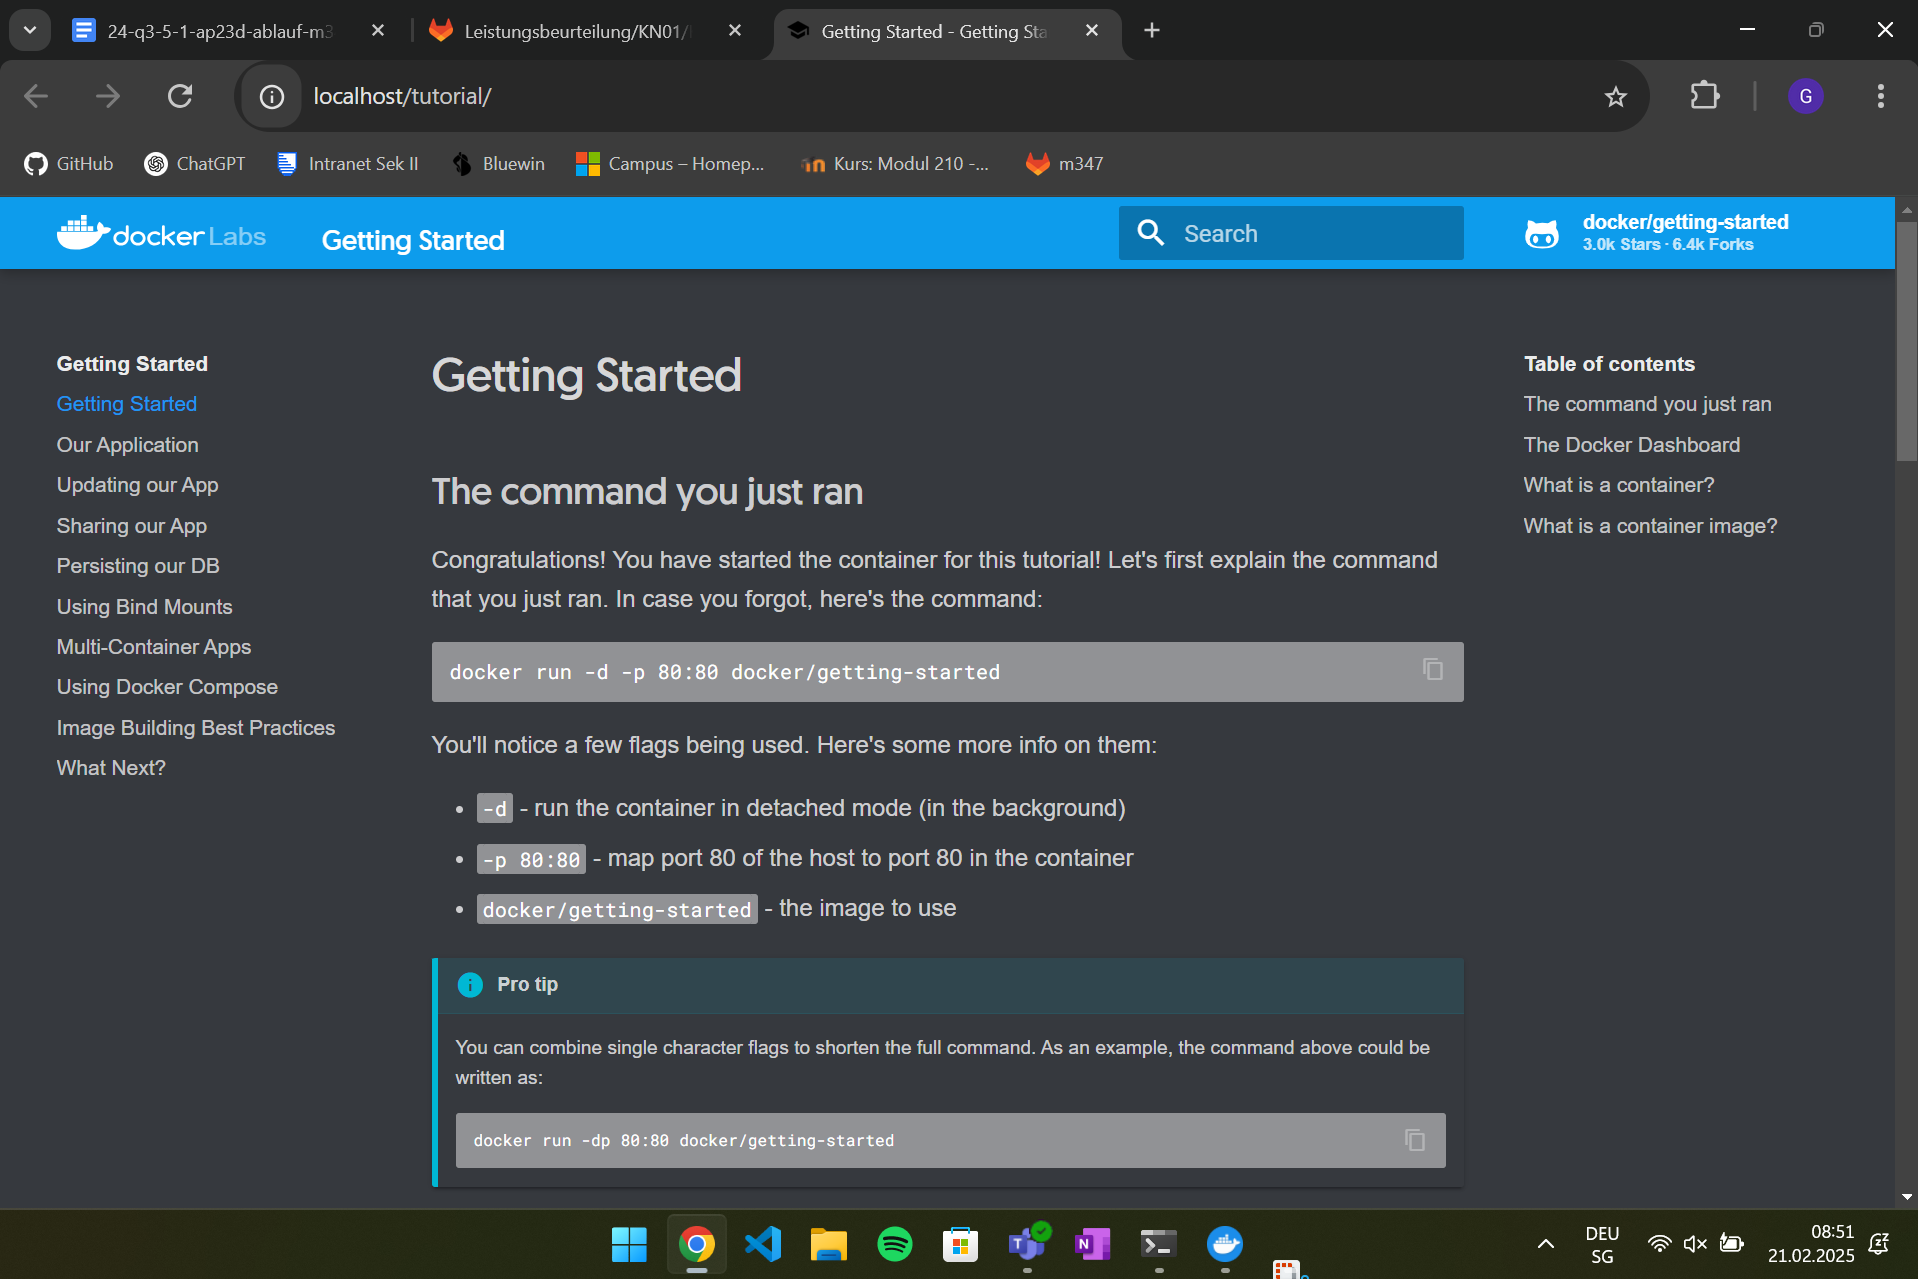 24-q3-5-1-ap23d-ablauf-m3
Leistungsbeurteilung/KN01/
Getting Started - Getting Sta
localhost/tutorial/
G
GitHub
ChatGPT
Intranet Sek II
Bluewin
Campus – Homep...
Kurs: Modul 210 -...
m347
docker Labs
Getting Started
Search
docker/getting-started
3.0k Stars · 6.4k Forks
Getting Started
Getting Started
Our Application
Updating our App
Sharing our App
Persisting our DB
Using Bind Mounts
Multi-Container Apps
Using Docker Compose
Image Building Best Practices
What Next?
Getting Started
The command you just ran
Congratulations! You have started the container for this tutorial! Let's first explain the command
that you just ran. In case you forgot, here's the command:
docker run -d -p 80:80 docker/getting-started
You'll notice a few flags being used. Here's some more info on them:
-d - run the container in detached mode (in the background)
-p 80:80 - map port 80 of the host to port 80 in the container
docker/getting-started - the image to use
Pro tip
You can combine single character flags to shorten the full command. As an example, the command above could be
written as:
docker run -dp 80:80 docker/getting-started
Table of contents
The command you just ran
The Docker Dashboard
What is a container?
What is a container image?
DEU
SG
08:51
21.02.2025